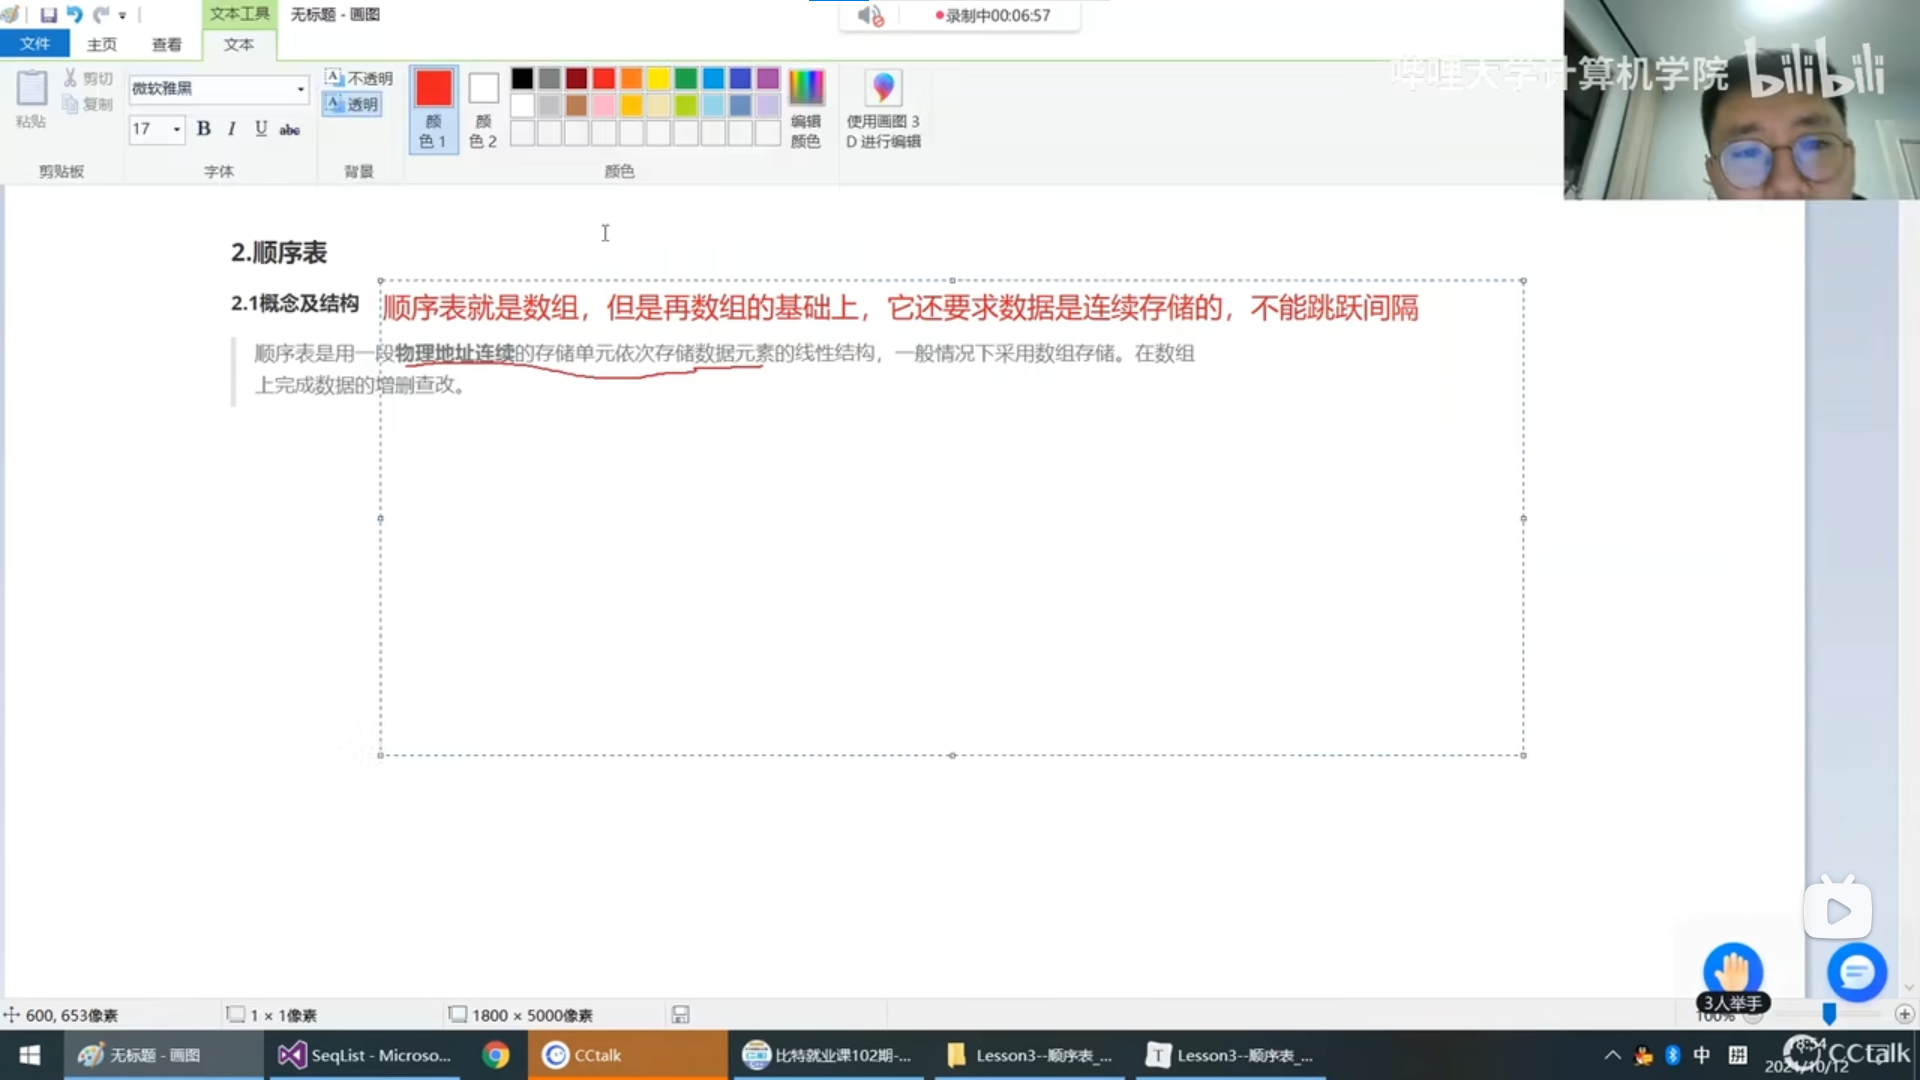 文本工具
无标题 - 画图
录制中00:06:57
文件
主页
查看
文本
哔哩大学计算机学院
bilibili
粘贴
剪切
复制
微软雅黑
17
B I U abc
不透明
透明
颜色 1
颜色 2
编辑颜色
使用画图 3
D 进行编辑
剪贴板
字体
背景
颜色
2.顺序表
2.1概念及结构
顺序表就是数组，但是再数组的基础上，它还要求数据是连续存储的，不能跳跃间隔
顺序表是用一段物理地址连续的存储单元依次存储数据元素的线性结构，一般情况下采用数组存储。在数组
上完成数据的增删查改。
3人举手
600, 653像素
1 × 1像素
1800 × 5000像素
100%
无标题 - 画图
SeqList - Microso...
CCtalk
比特就业课102期-...
Lesson3--顺序表_...
T
Lesson3--顺序表_...
中
拼
CCtalk